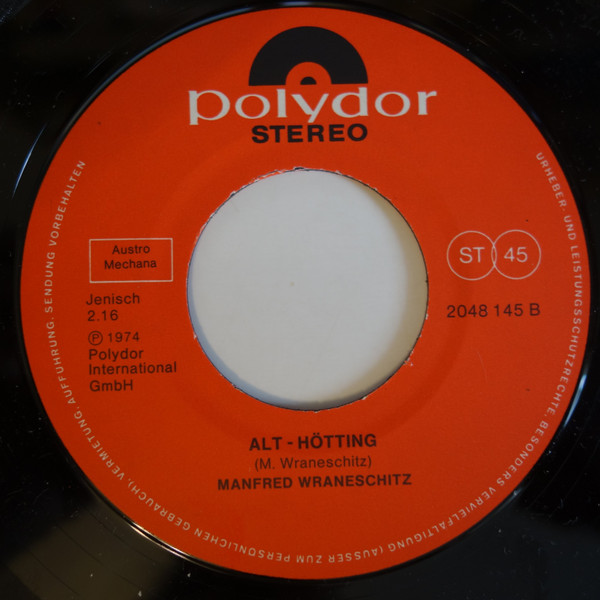 polydor
STEREO
Austro
Mechana
ST 45
Jenisch
2.16
℗ 1974
Polydor
International
GmbH
2048 145 B
ALT - HÖTTING
(M. Wraneschitz)
MANFRED WRANESCHITZ
URHEBER- UND LEISTUNGSSCHUTZRECHTE, BESONDERS VERVIELFÄLTIGUNG (AUSSER ZUM PERSÖNLICHEN GEBRAUCH), VERMIETUNG, AUFFÜHRUNG, SENDUNG VORBEHALTEN